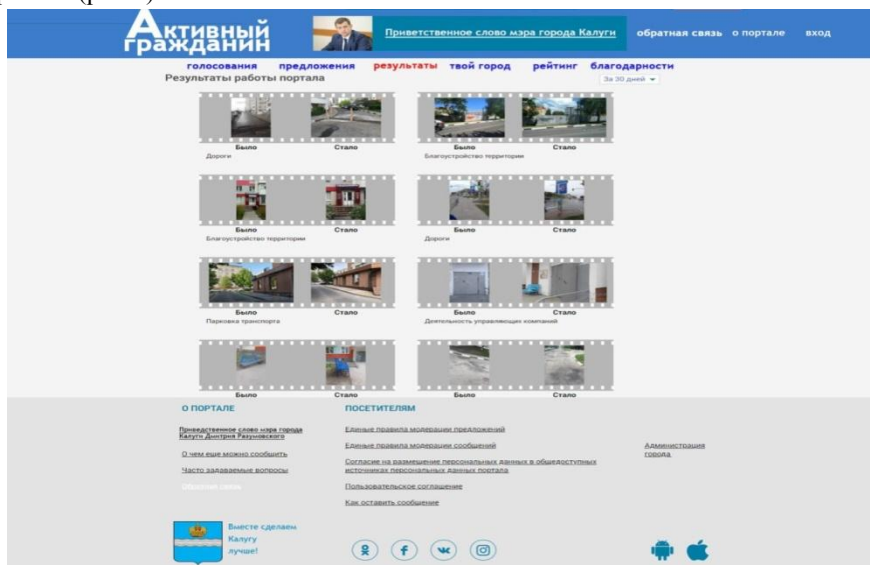 Активный
гражданин
Приветственное слово мэра города Калуги
обратная связь о портале вход
голосования предложения результаты твой город рейтинг благодарности
Результаты работы портала
За 30 дней
Было Стало Было Стало
Дороги Благоустройство территории
Было Стало Было Стало
Благоустройство территории Дороги
Было Стало Было Стало
Парковка транспорта Деятельность управляющих компаний
Было Стало Было Стало
О ПОРТАЛЕ
Приведственное слово мэра города
Калуги Дмитрия Разумовского
О чем еще можно сообщить
Часто задаваемые вопросы
Обратная связь
ПОСЕТИТЕЛЯМ
Единые правила модерации предложений
Единые правила модерации сообщений
Согласие на размещение персональных данных в общедоступных
источниках персональных данных портала
Пользовательское соглашение
Как оставить сообщение
Администрация
города
Вместе сделаем
Калугу
лучше!